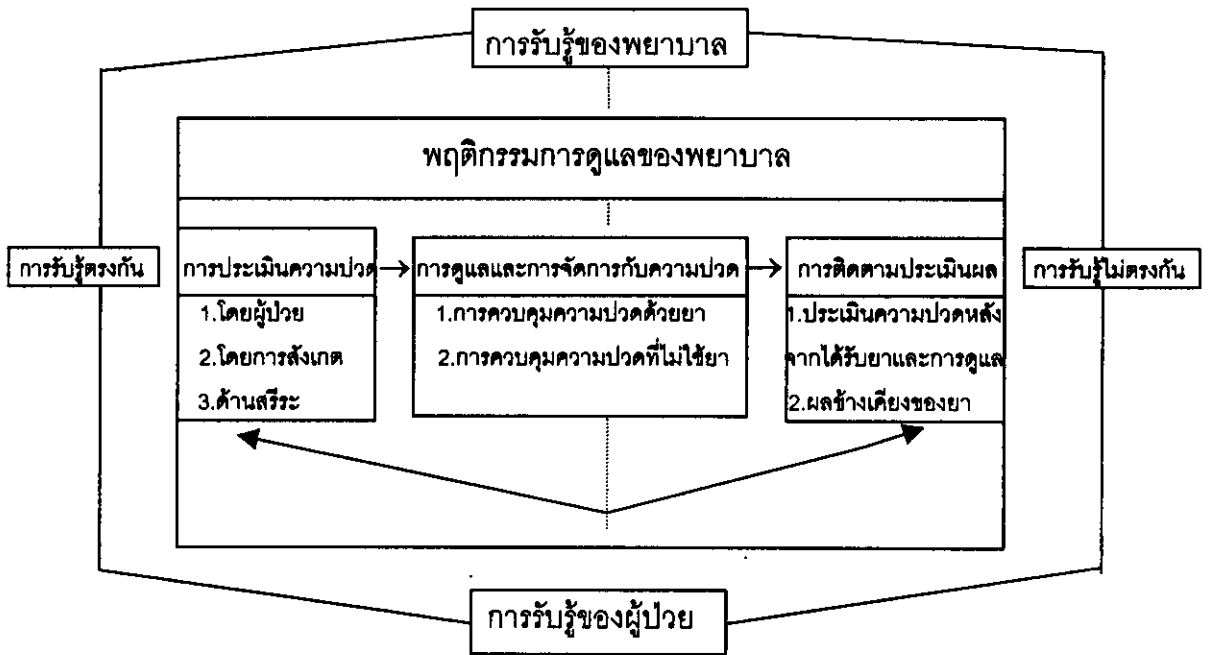 การรับรู้ของพยาบาล
พฤติกรรมการดูแลของพยาบาล
การรับรู้ตรงกัน
การประเมินความปวด
1.โดยผู้ป่วย
2.โดยการสังเกต
3.ด้านสรีระ
การดูแลและการจัดการกับความปวด
1.การควบคุมความปวดด้วยยา
2.การควบคุมความปวดที่ไม่ใช้ยา
การติดตามประเมินผล
1.ประเมินความปวดหลัง
จากได้รับยาและการดูแล
2.ผลข้างเคียงของยา
การรับรู้ไม่ตรงกัน
การรับรู้ของผู้ป่วย